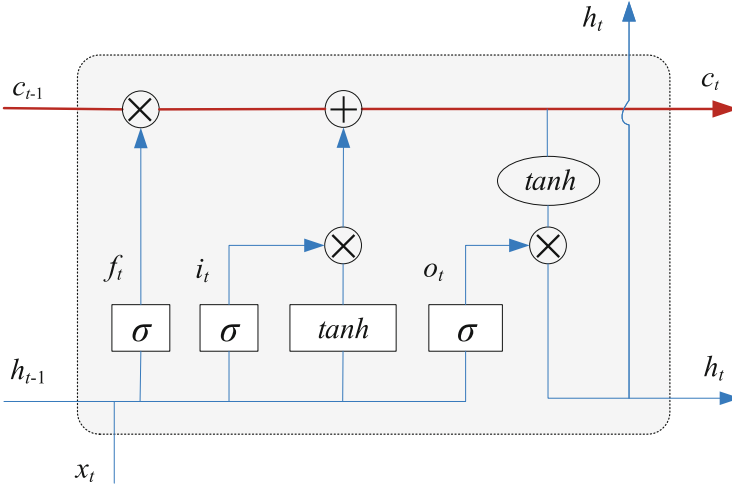 h_t
c_{t-1}
c_t
tanh
f_t
i_t
o_t
σ
σ
tanh
σ
h_{t-1}
h_t
x_t